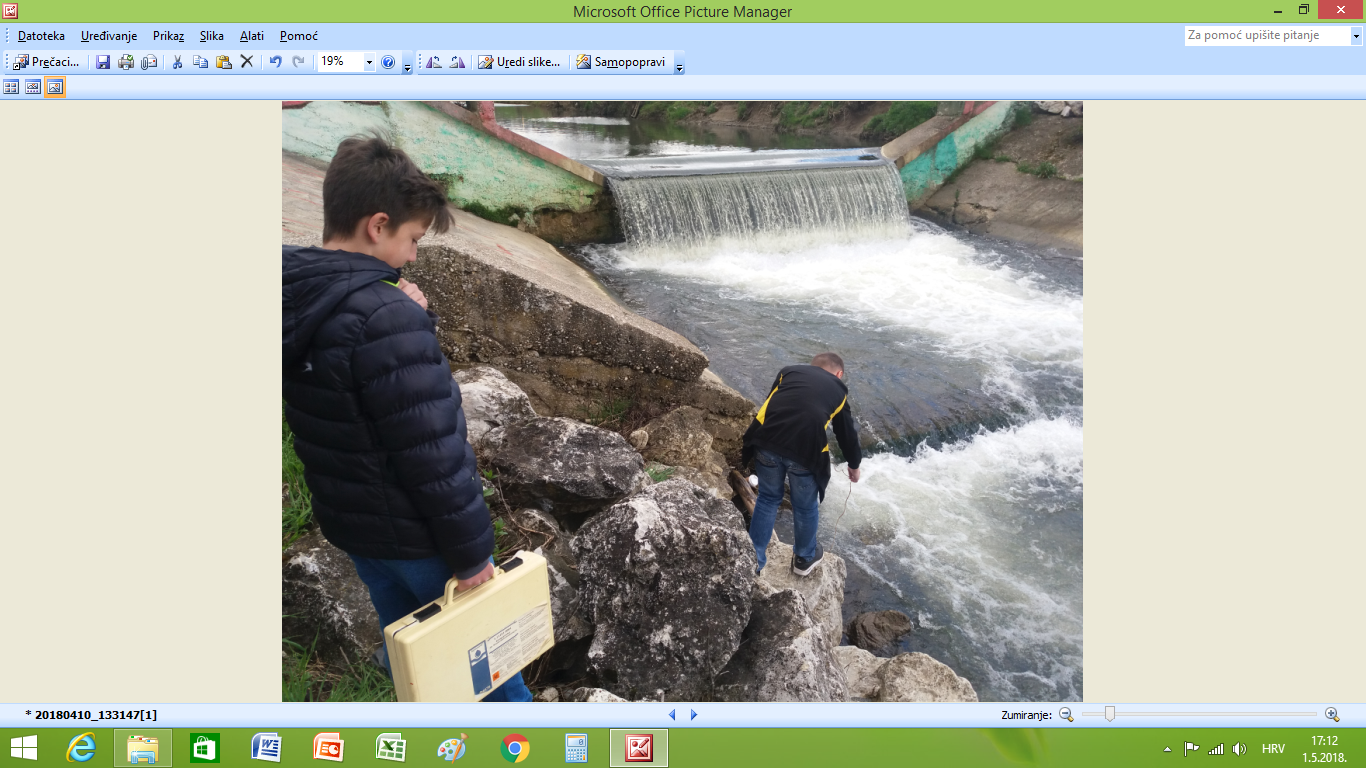 Microsoft Office Picture Manager
Datoteka Uređivanje Prikaz Slika Alati Pomoć
Za pomoć upišite pitanje
Prečaci... 19% Uredi slike... Samopopravi
* 20180410_133147[1]
Zumiranje:
HRV
17:12
1.5.2018.